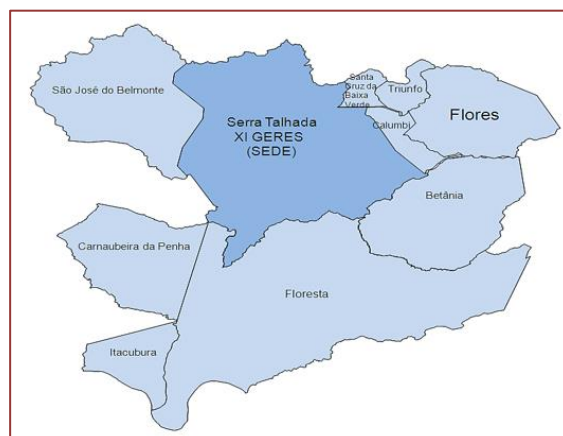 São José do Belmonte
Serra Talhada
XI GERES
(SEDE)
Santa
Cruz da
Baixa
Verde
Triunfo
Calumbi
Flores
Betânia
Carnaubeira da Penha
Floresta
Itacubura